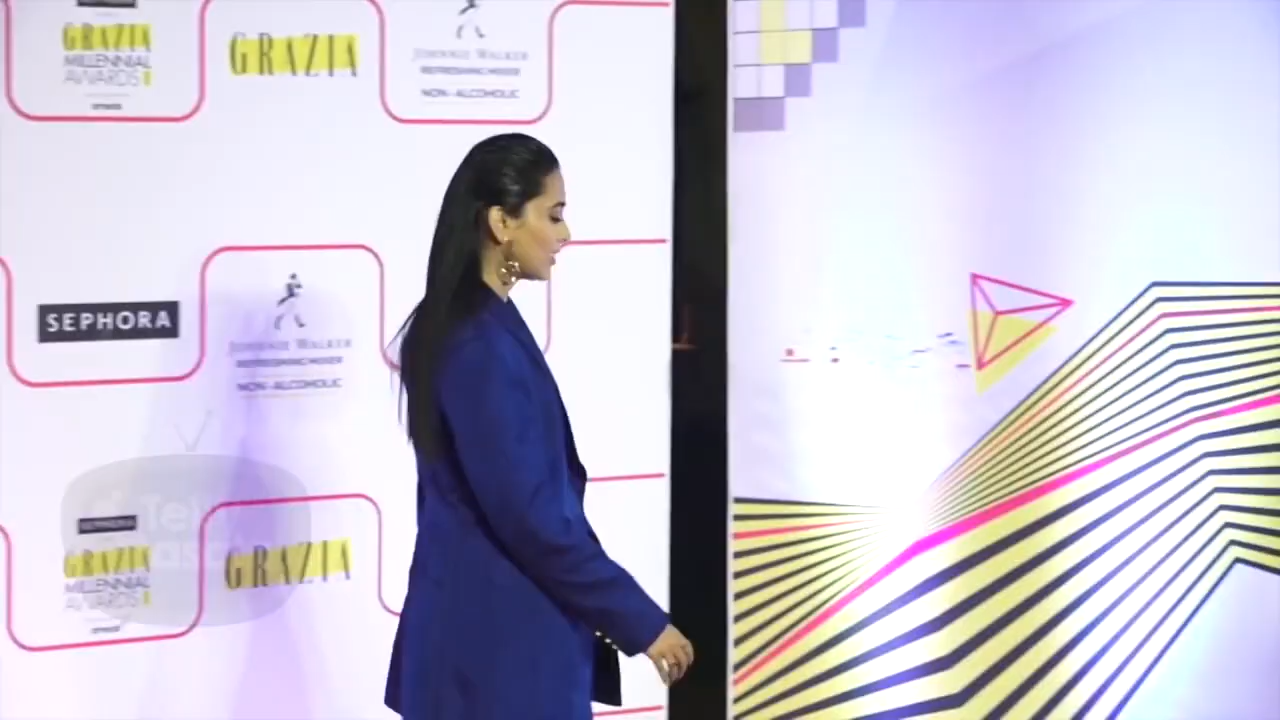 GRAZIA
MILLENNIAL
AWARDS
GRAZIA
JOHNNIE WALKER
REFRESHING MIXER
NON-ALCOHOLIC
SEPHORA
JOHNNIE WALKER
REFRESHING MIXER
NON-ALCOHOLIC
Tele
SEPHORA
GRAZIA
MILLENNIAL
AWARDS
GRAZIA